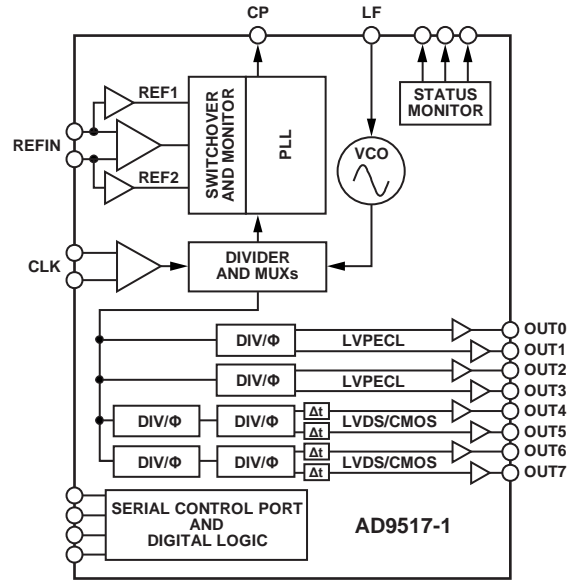 CP
LF
REF1
REFIN
REF2
SWITCHOVER
AND MONITOR
PLL
STATUS
MONITOR
VCO
CLK
DIVIDER
AND MUXs
DIV/Φ
LVPECL
OUT0
OUT1
DIV/Φ
LVPECL
OUT2
OUT3
DIV/Φ
DIV/Φ
Δt
Δt
LVDS/CMOS
OUT4
OUT5
DIV/Φ
DIV/Φ
Δt
Δt
LVDS/CMOS
OUT6
OUT7
SERIAL CONTROL PORT
AND
DIGITAL LOGIC
AD9517-1